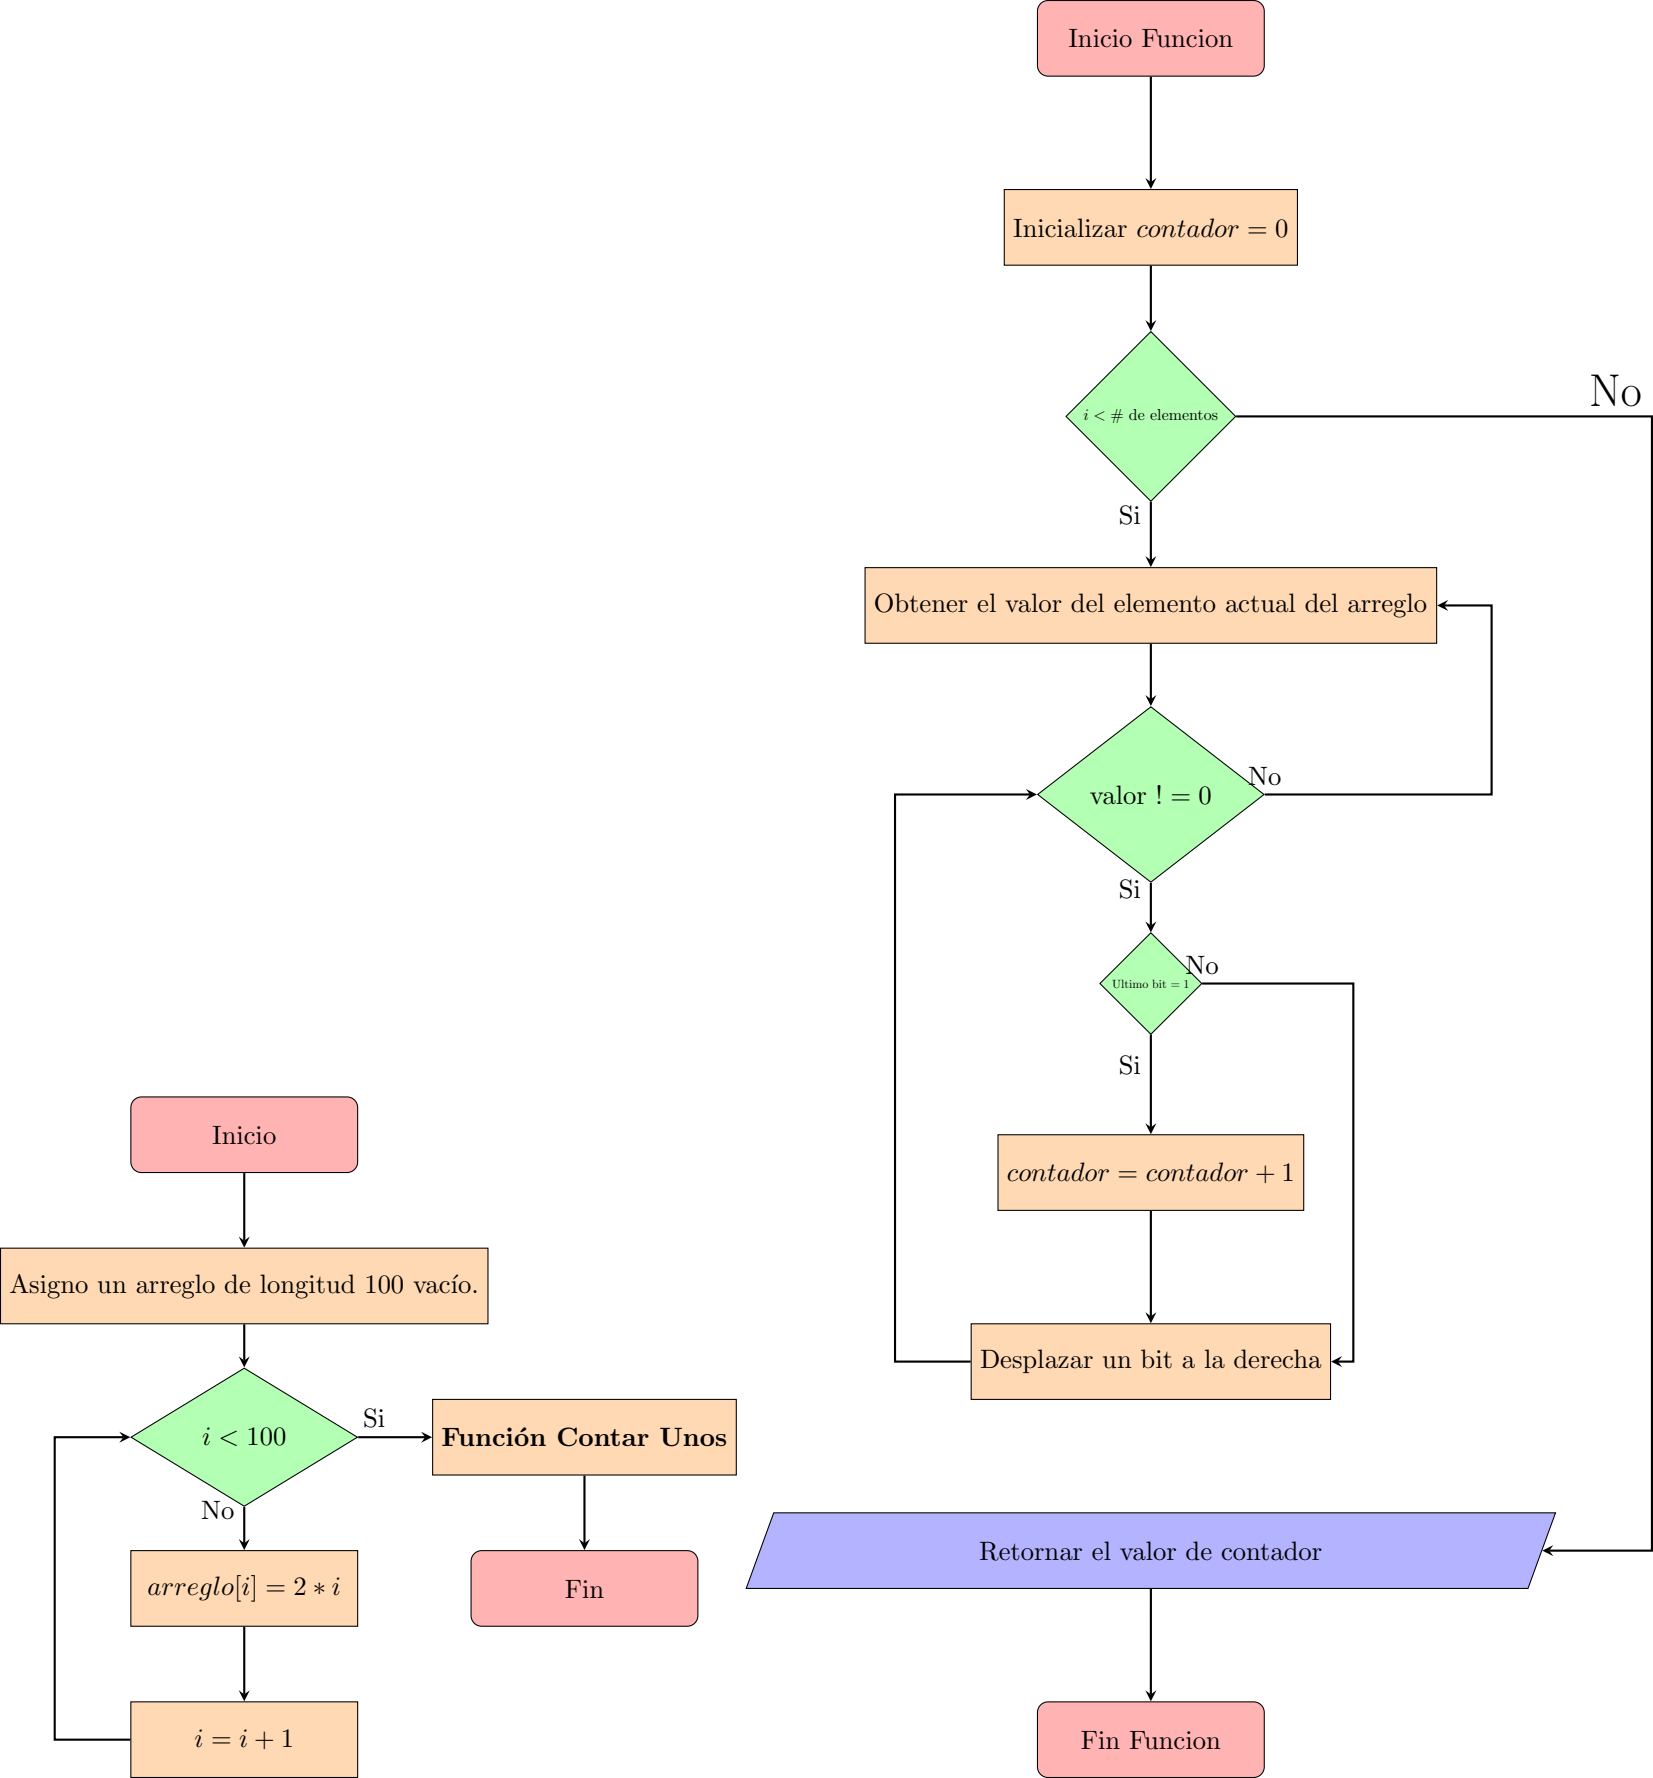 Inicio Funcion
Inicializar contador = 0
i < # de elementos
No
Si
Obtener el valor del elemento actual del arreglo
valor ! = 0
No
Si
Ultimo bit = 1
No
Si
contador = contador + 1
Desplazar un bit a la derecha
Retornar el valor de contador
Fin Funcion
Inicio
Asigno un arreglo de longitud 100 vacío.
i < 100
Si
Función Contar Unos
No
arreglo[i] = 2 ∗ i
Fin
i = i + 1